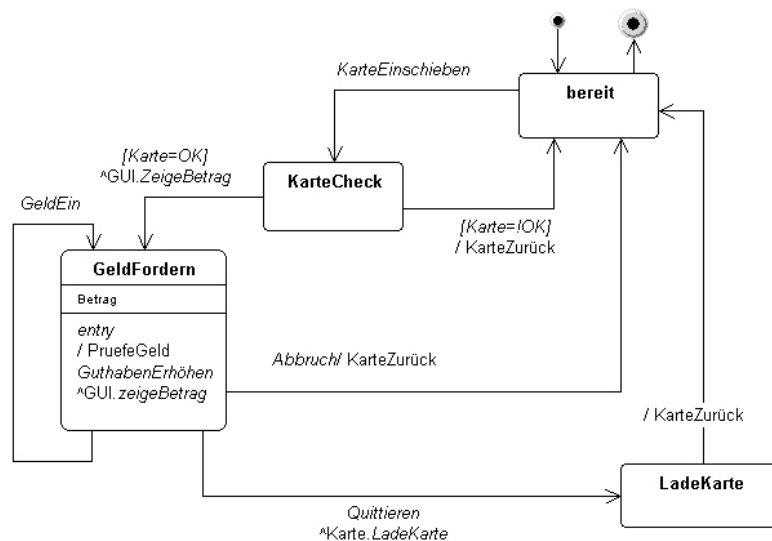 KarteEinschieben
bereit
[Karte=OK]
^GUI.ZeigeBetrag
KarteCheck
GeldEin
[Karte=!OK]
/ KarteZurück
GeldFordern
Betrag
entry
/ PruefeGeld
GuthabenErhöhen
^GUI.zeigeBetrag
Abbruch/ KarteZurück
/ KarteZurück
LadeKarte
Quittieren
^Karte.LadeKarte